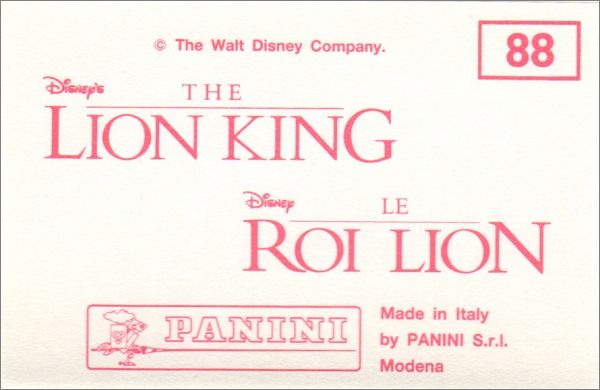 © The Walt Disney Company.
88
Disney's
THE
LION KING
Disney
LE
ROI LION
PANINI
Made in Italy
by PANINI S.r.l.
Modena